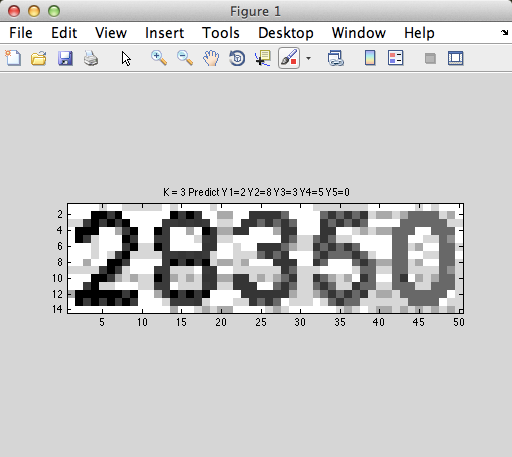 Figure 1
File Edit View Insert Tools Desktop Window Help
K = 3 Predict Y1=2 Y2=8 Y3=3 Y4=5 Y5=0
2
4
6
8
10
12
14
5 10 15 20 25 30 35 40 45 50